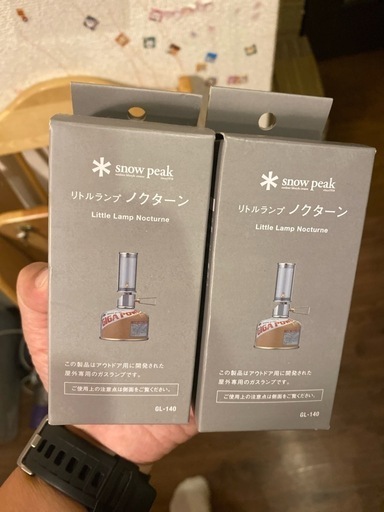 snow peak
リトルランプ ノクターン
Little Lamp Nocturne
GIGA POWER
この製品はアウトドア用に開発された
屋外専用のガスランプです。
ご使用上の注意点は側面をご覧ください。
GL-140
snow peak
リトルランプ ノクターン
Little Lamp Nocturne
この製品はアウトドア用に開発された
屋外専用のガスランプです。
ご使用上の注意点は側面をご覧ください。
GL-140